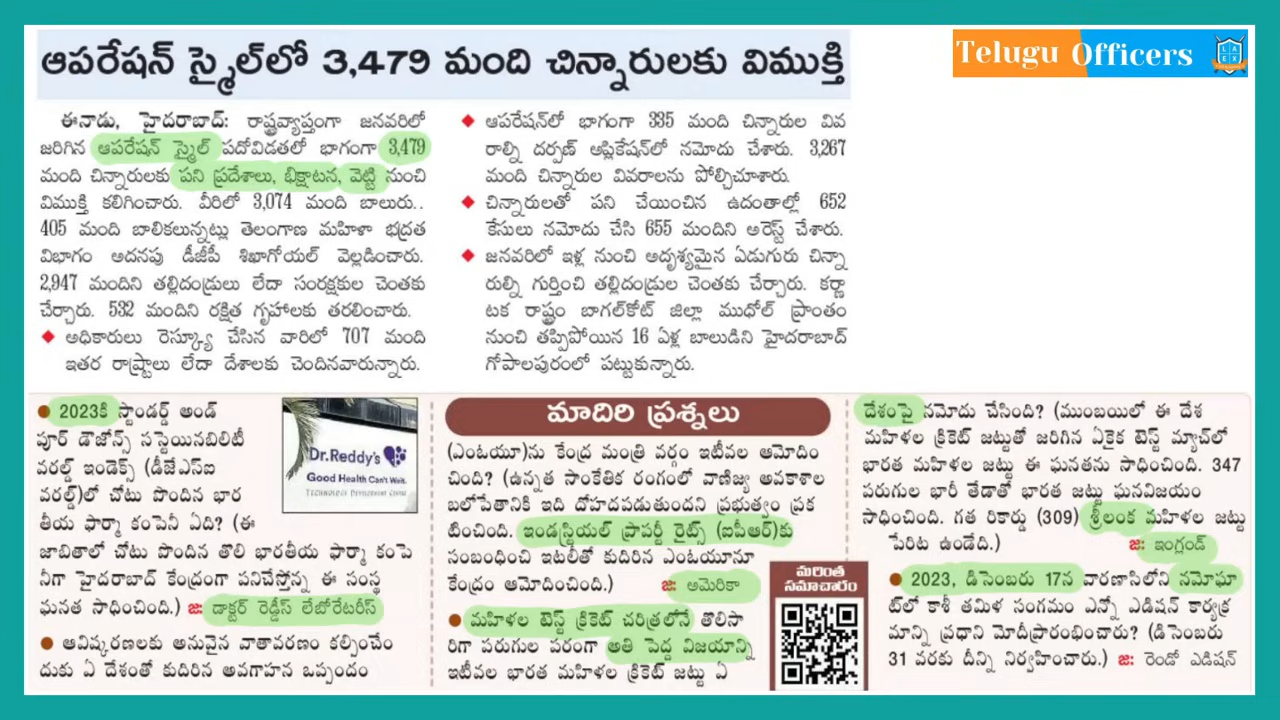 ఆపరేషన్ స్మైల్‌లో 3,479 మంది చిన్నారులకు విముక్తి
Telugu Officers
ఈనాడు, హైదరాబాద్: రాష్ట్రవ్యాప్తంగా జనవరిలో
జరిగిన ఆపరేషన్ స్మైల్ పదోవిడతలో భాగంగా 3,479
మంది చిన్నారులకు పని ప్రదేశాలు, భిక్షాటన, వెట్టి నుంచి
విముక్తి కలిగించారు. వీరిలో 3,074 మంది బాలురు..
405 మంది బాలికలున్నట్లు తెలంగాణ మహిళా భద్రత
విభాగం అదనపు డీజీపీ శిఖాగోయల్ వెల్లడించారు.
2,947 మందిని తల్లిదండ్రులు లేదా సంరక్షకుల చెంతకు
చేర్చారు. 532 మందిని రక్షిత గృహాలకు తరలించారు.
◆ అధికారులు రెస్క్యూ చేసిన వారిలో 707 మంది
ఇతర రాష్ట్రాలు లేదా దేశాలకు చెందినవారున్నారు.
◆ ఆపరేషన్‌లో భాగంగా 335 మంది చిన్నారుల వివ
రాల్ని దర్పణ్ అప్లికేషన్‌లో నమోదు చేశారు. 3,267
మంది చిన్నారుల వివరాలను పోల్చిచూశారు.
◆ చిన్నారులతో పని చేయించిన ఉదంతాల్లో 652
కేసులు నమోదు చేసి 655 మందిని అరెస్ట్ చేశారు.
◆ జనవరిలో ఇళ్ల నుంచి అదృశ్యమైన ఏడుగురు చిన్నా
రుల్ని గుర్తించి తల్లిదండ్రుల చెంతకు చేర్చారు. కర్ణా
టక రాష్ట్రం బాగల్‌కోట్ జిల్లా ముధోల్ ప్రాంతం
నుంచి తప్పిపోయిన 16 ఏళ్ల బాలుడిని హైదరాబాద్
గోపాలపురంలో పట్టుకున్నారు.
● 2023కి స్టాండర్డ్ అండ్
పూర్ డౌజోన్స్ సస్టెయినబిలిటీ
వరల్డ్ ఇండెక్స్ (డీజేఎస్ఐ
వరల్డ్)లో చోటు పొందిన భార
తీయ ఫార్మా కంపెనీ ఏది? (ఈ
జాబితాలో చోటు పొందిన తొలి భారతీయ ఫార్మా కంపె
నీగా హైదరాబాద్ కేంద్రంగా పనిచేస్తోన్న ఈ సంస్థ
ఘనత సాధించింది.) జ: డాక్టర్ రెడ్డీస్ లేబోరేటరీస్
● ఆవిష్కరణలకు అనువైన వాతావరణం కల్పించేం
దుకు ఏ దేశంతో కుదిరిన అవగాహన ఒప్పందం
Dr.Reddy's
Good Health Can't Wait.
Technology Development Centre
మాదిరి ప్రశ్నలు
(ఎంఓయూ)ను కేంద్ర మంత్రి వర్గం ఇటీవల ఆమోదిం
చింది? (ఉన్నత సాంకేతిక రంగంలో వాణిజ్య అవకాశాల
బలోపేతానికి ఇది దోహదపడుతుందని ప్రభుత్వం ప్రక
టించింది. ఇండస్ట్రియల్ ప్రాపర్టీ రైట్స్ (ఐపీఆర్)కు
సంబంధించి ఇటలీతో కుదిరిన ఎంఓయూనూ
కేంద్రం ఆమోదించింది.) జ: అమెరికా
● మహిళల టెస్ట్ క్రికెట్ చరిత్రలోనే తొలిసా
రిగా పరుగుల పరంగా అతి పెద్ద విజయాన్ని
ఇటీవల భారత మహిళల క్రికెట్ జట్టు ఏ
మరింత
సమాచారం
దేశంపై నమోదు చేసింది? (ముంబయిలో ఈ దేశ
మహిళల క్రికెట్ జట్టుతో జరిగిన ఏకైక టెస్ట్ మ్యాచ్‌లో
భారత మహిళల జట్టు ఈ ఘనతను సాధించింది. 347
పరుగుల భారీ తేడాతో భారత జట్టు ఘనవిజయం
సాధించింది. గత రికార్డు (309) శ్రీలంక మహిళల జట్టు
పేరిట ఉండేది.) జ: ఇంగ్లండ్
● 2023, డిసెంబరు 17న వారణాసిలోని నమోఘా
ట్‌లో కాశీ తమిళ సంగమం ఎన్నో ఎడిషన్ కార్యక్ర
మాన్ని ప్రధాని మోదీప్రారంభించారు? (డిసెంబరు
31 వరకు దీన్ని నిర్వహించారు.) జ: రెండో ఎడిషన్